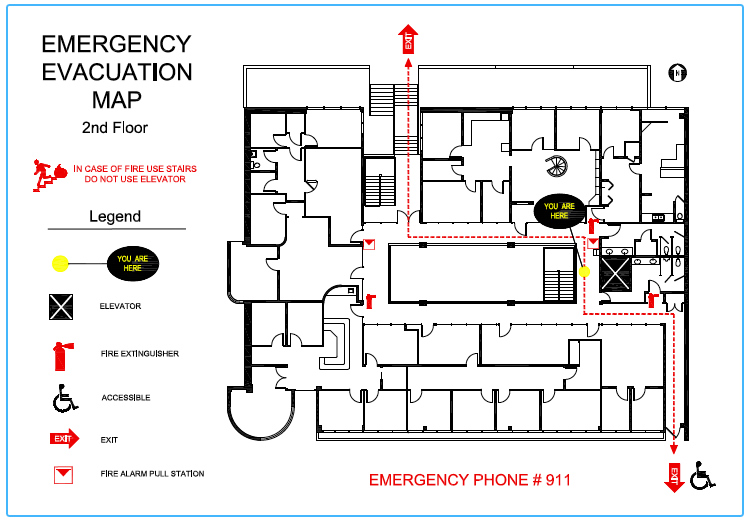 EMERGENCY
EVACUATION
MAP
2nd Floor
IN CASE OF FIRE USE STAIRS
DO NOT USE ELEVATOR
Legend
YOU ARE
HERE
ELEVATOR
FIRE EXTINGUISHER
ACCESSIBLE
EXIT
EXIT
FIRE ALARM PULL STATION
EXIT
N
YOU ARE
HERE
EXIT
EMERGENCY PHONE # 911